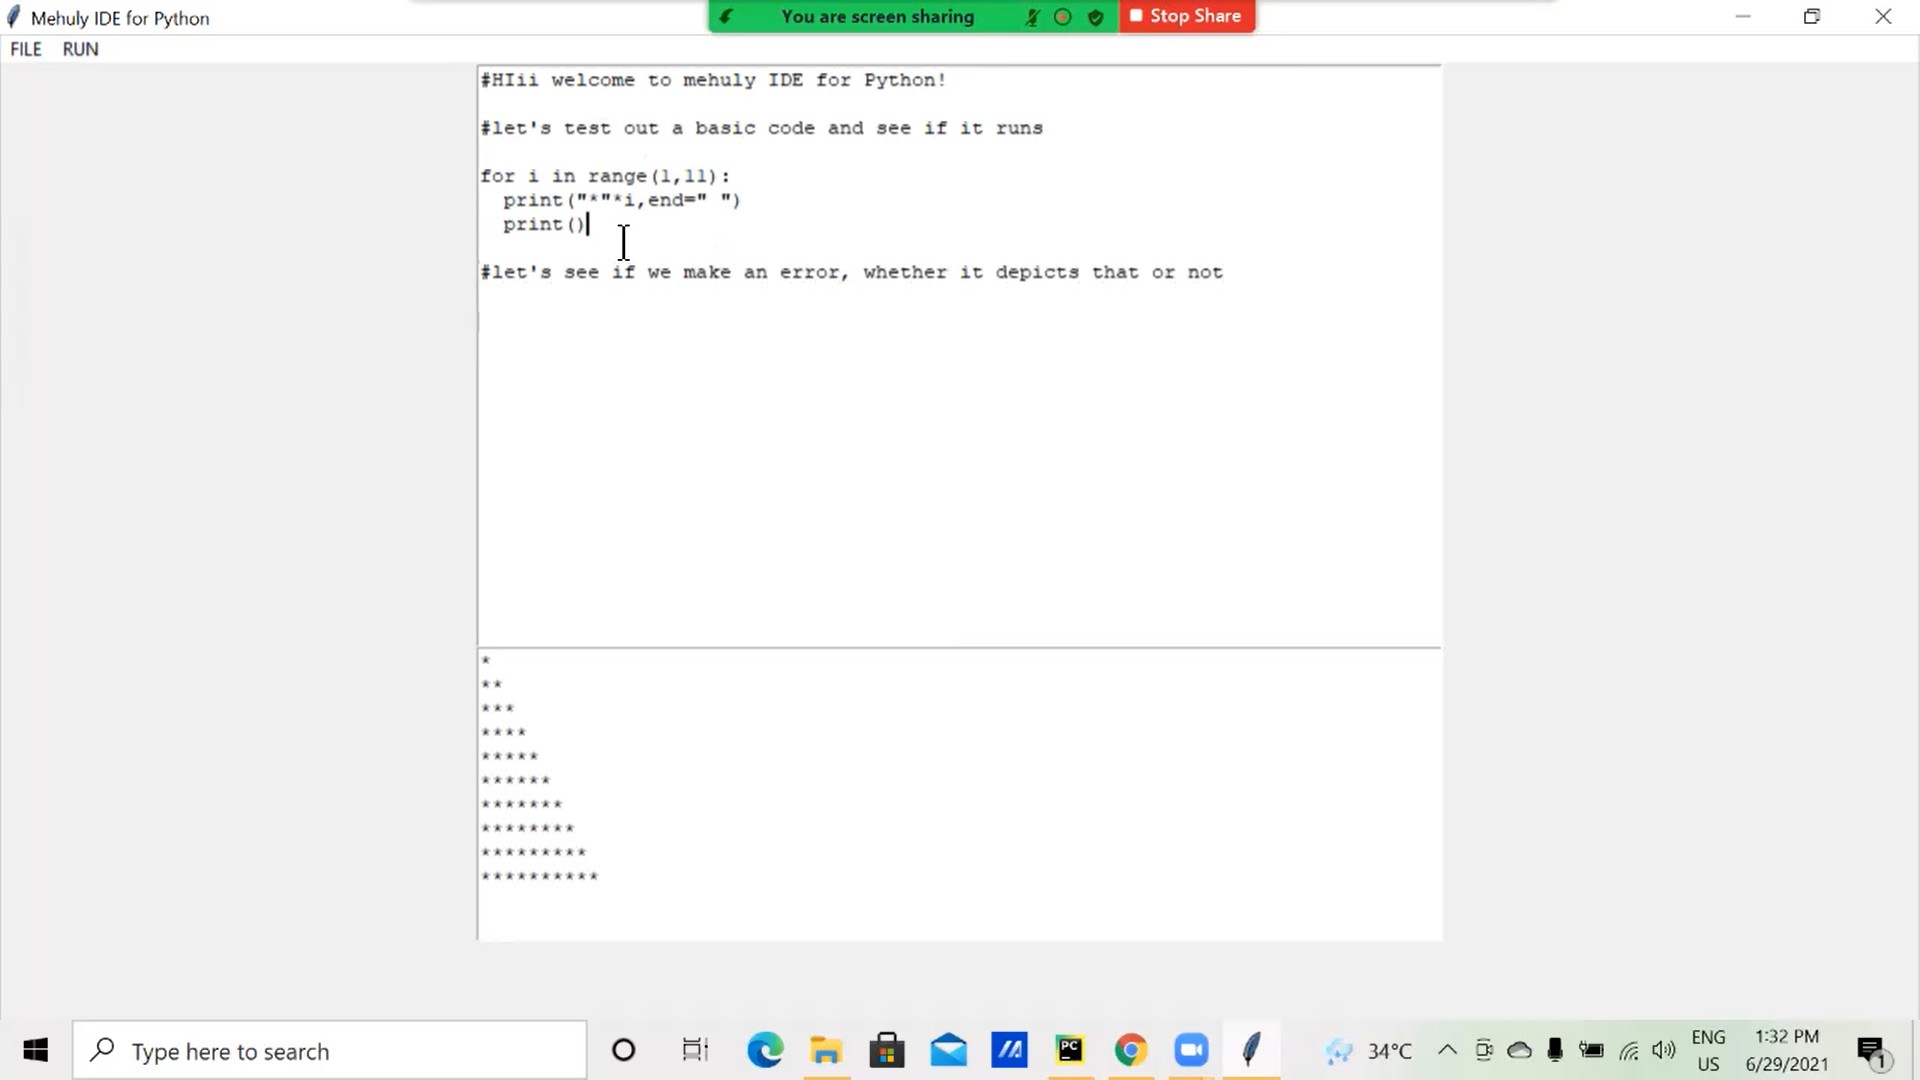 Mehuly IDE for Python
You are screen sharing
Stop Share
FILE RUN
#HIii welcome to mehuly IDE for Python!
#let's test out a basic code and see if it runs
for i in range(1,11):
  print("*"*i,end=" ")
  print()
#let's see if we make an error, whether it depicts that or not
*
**
***
****
*****
******
*******
********
*********
**********
Type here to search
PC
34°C
ENG
US
1:32 PM
6/29/2021
1